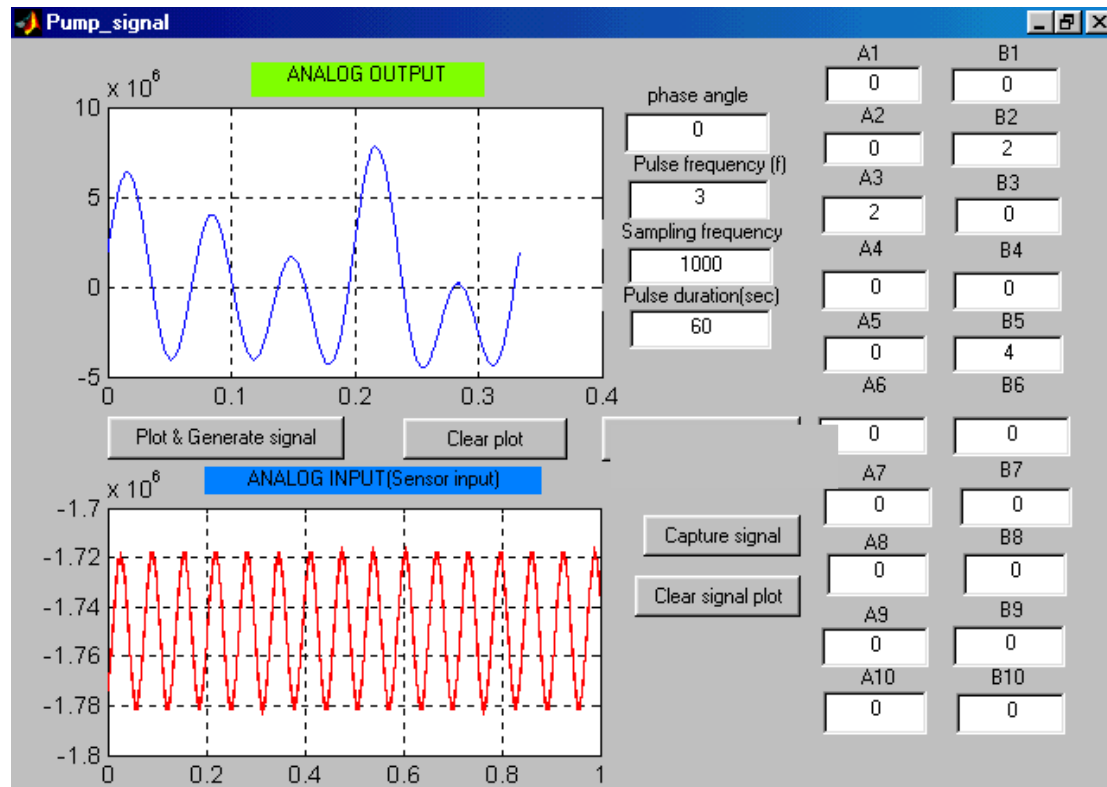 Pump_signal
ANALOG OUTPUT
x 10^6
10
5
0
-5
0 0.1 0.2 0.3 0.4
phase angle
0
Pulse frequency (f)
3
Sampling frequency
1000
Pulse duration(sec)
60
Plot & Generate signal
Clear plot
ANALOG INPUT(Sensor input)
x 10^6
-1.7
-1.72
-1.74
-1.76
-1.78
-1.8
0 0.2 0.4 0.6 0.8 1
Capture signal
Clear signal plot
A1 B1
0 0
A2 B2
0 2
A3 B3
2 0
A4 B4
0 0
A5 B5
0 4
A6 B6
0 0
A7 B7
0 0
A8 B8
0 0
A9 B9
0 0
A10 B10
0 0